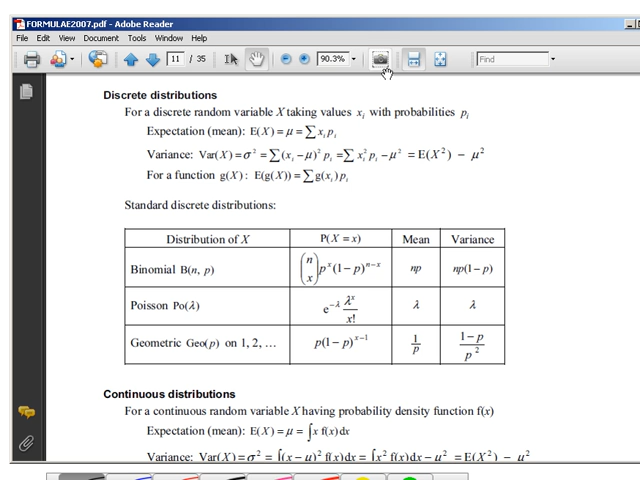 FORMULAE2007.pdf - Adobe Reader
File Edit View Document Tools Window Help
11 / 35 90.3% Find
Discrete distributions
For a discrete random variable X taking values xᵢ with probabilities pᵢ
Expectation (mean): E(X) = μ = ∑ xᵢ pᵢ
Variance: Var(X) = σ² = ∑(xᵢ − μ)² pᵢ = ∑ xᵢ² pᵢ − μ² = E(X²) − μ²
For a function g(X): E(g(X)) = ∑ g(xᵢ) pᵢ
Standard discrete distributions:
Distribution of X P(X = x) Mean Variance
Binomial B(n, p) (n x) pˣ(1 − p)ⁿ⁻ˣ np np(1 − p)
Poisson Po(λ) e^−λ λˣ/x! λ λ
Geometric Geo(p) on 1, 2, … p(1 − p)ˣ⁻¹ 1/p (1 − p)/p²
Continuous distributions
For a continuous random variable X having probability density function f(x)
Expectation (mean): E(X) = μ = ∫ x f(x) dx
Variance: Var(X) = σ² = ∫(x − μ)² f(x) dx = ∫ x² f(x) dx − μ² = E(X²) − μ²